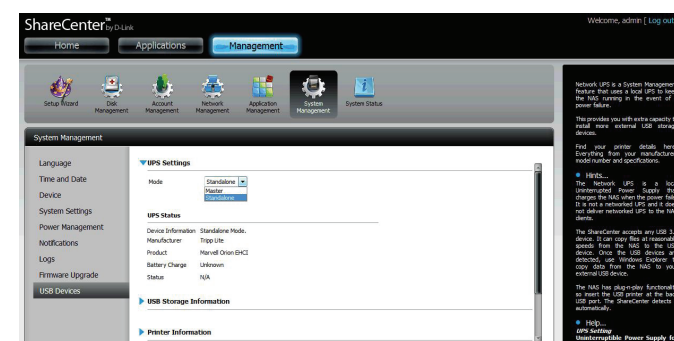 ShareCenter™ by D-Link
Welcome, admin [ Log out
Home
Applications
Management
Setup Wizard
Disk Management
Account Management
Network Management
Application Management
System Management
System Status
System Management
Language
Time and Date
Device
System Settings
Power Management
Notifications
Logs
Firmware Upgrade
USB Devices
UPS Settings
Mode
Standalone
Master
Standalone
UPS Status
Device Information Standalone Mode.
Manufacturer Tripp Lite
Product Marvell Orion EHCI
Battery Charge Unknown
Status N/A
USB Storage Information
Printer Information
Network UPS is a System Managemen
feature that uses a local UPS to kee
the NAS running in the event of
power failure.
This provides you with extra capacity t
install more external USB storag
devices.
Find your printer details here
Everything from your manufacturer
model number and specifications.
Hints...
The Network UPS is a loc
Uninterrupted Power Supply tha
charges the NAS when the power fails
It is not a networked UPS and it doe
not deliver networked UPS to the NA
clients.
The ShareCenter accepts any USB 3.
device. It can copy files at reasonabl
speeds from the NAS to the US
device. Once the USB devices ar
detected, use Windows Explorer t
copy data from the NAS to you
external USB device.
The NAS has plug-n-play functionalit
so insert the USB printer at the bac
USB port. The ShareCenter detects
automatically.
Help...
UPS Setting
Uninterruptible Power Supply fo